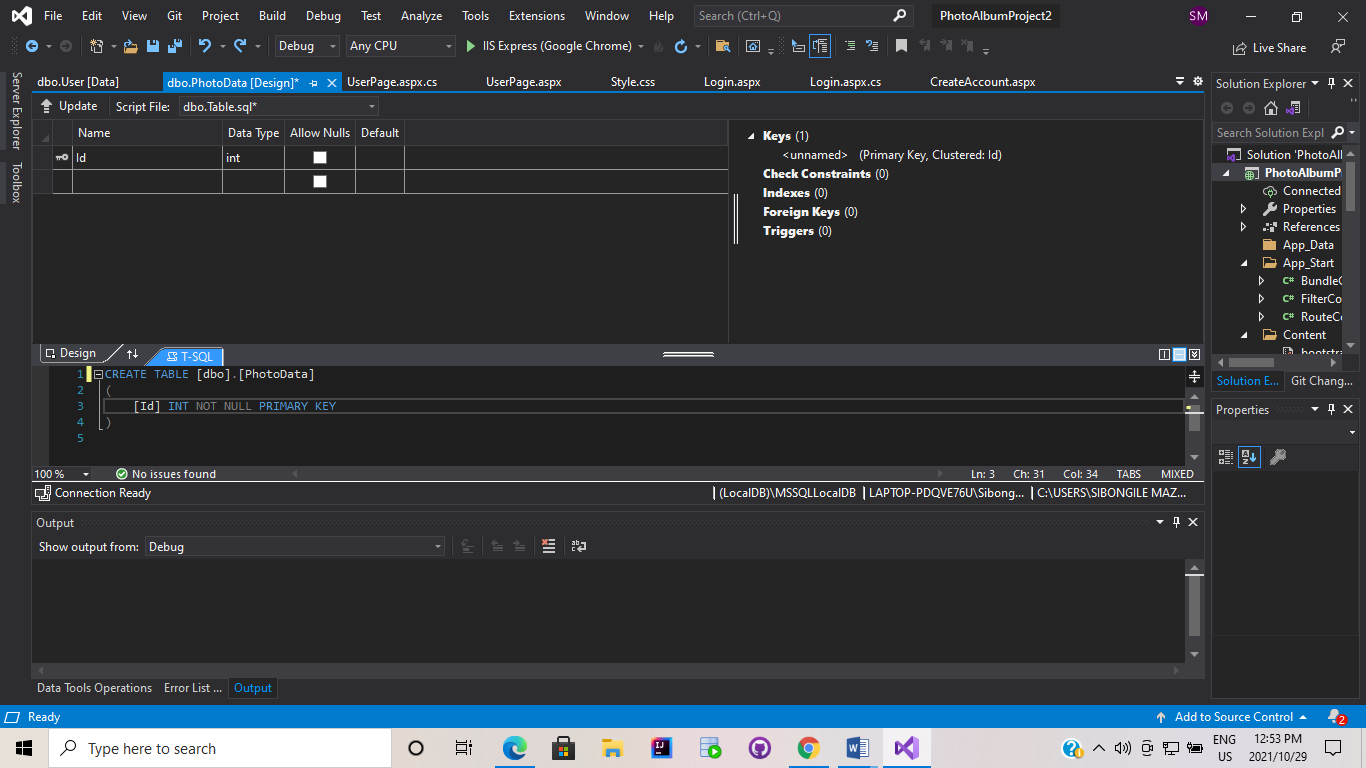 File Edit View Git Project Build Debug Test Analyze Tools Extensions Window Help Search (Ctrl+Q) PhotoAlbumProject2 SM
Debug Any CPU IIS Express (Google Chrome) Live Share
Server Explorer
Toolbox
dbo.User [Data] dbo.PhotoData [Design]* UserPage.aspx.cs UserPage.aspx Style.css Login.aspx Login.aspx.cs CreateAccount.aspx
Update Script File: dbo.Table.sql*
Name Data Type Allow Nulls Default
Id int
Keys (1)
<unnamed> (Primary Key, Clustered: Id)
Check Constraints (0)
Indexes (0)
Foreign Keys (0)
Triggers (0)
Design T-SQL
1 CREATE TABLE [dbo].[PhotoData]
2 (
3 [Id] INT NOT NULL PRIMARY KEY
4 )
5
100 % No issues found Ln: 3 Ch: 31 Col: 34 TABS MIXED
Connection Ready (LocalDB)\MSSQLLocalDB LAPTOP-PDQVE76U\Sibong... C:\USERS\SIBONGILE MAZ...
Output
Show output from: Debug
Data Tools Operations Error List ... Output
Solution Explorer
Search Solution Expl
Solution 'PhotoAl
PhotoAlbumP
Connected
Properties
References
App_Data
App_Start
C# BundleC
C# FilterCo
C# RouteCo
Content
bootstra
Solution E... Git Chang...
Properties
Ready Add to Source Control 2
Type here to search ENG US 12:53 PM 2021/10/29